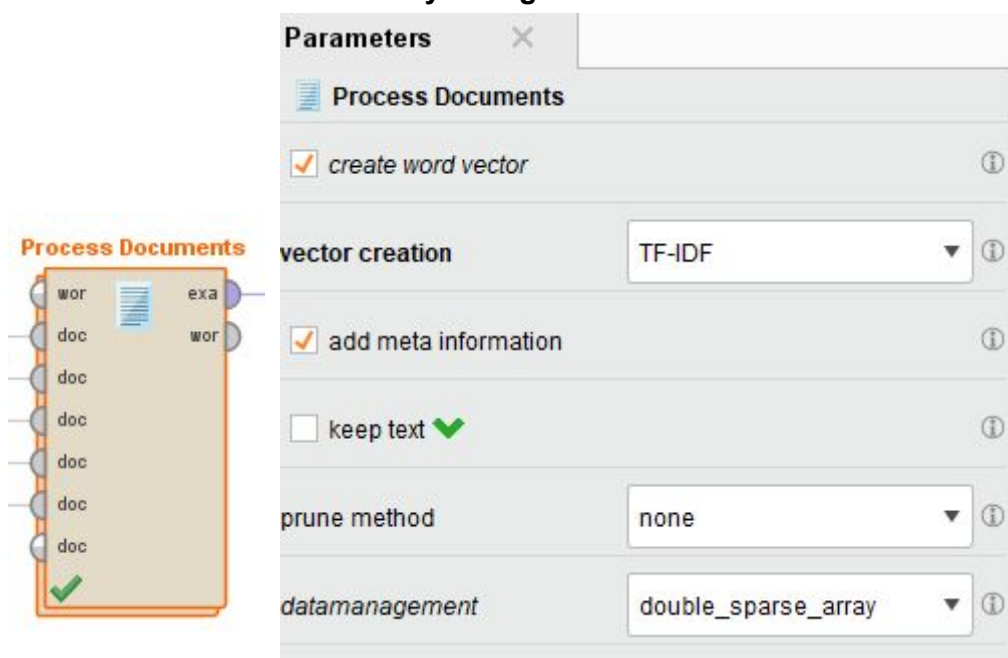 Parameters
Process Documents
create word vector
Process Documents
vector creation TF-IDF
wor exa
doc wor
add meta information
doc
doc
keep text
doc
doc
prune method none
doc
datamanagement double_sparse_array